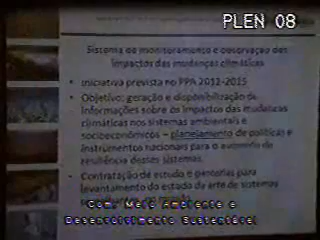 PLEN 08
Sistema de monitoramento e observação dos
impactos das mudanças climáticas
• Iniciativa prevista no PPA 2012-2015
• Objetivo: geração e disponibilização de
informações sobre os impactos das mudanças
climáticas nos sistemas ambientais e
socioeconômicos – planejamento de políticas e
instrumentos nacionais para o aumento da
resiliência desses sistemas.
• Contratação de estudo e parcerias para
levantamento do estado da arte de sistemas
Com. Meio Ambiente e
Desenvolvimento Sustentável